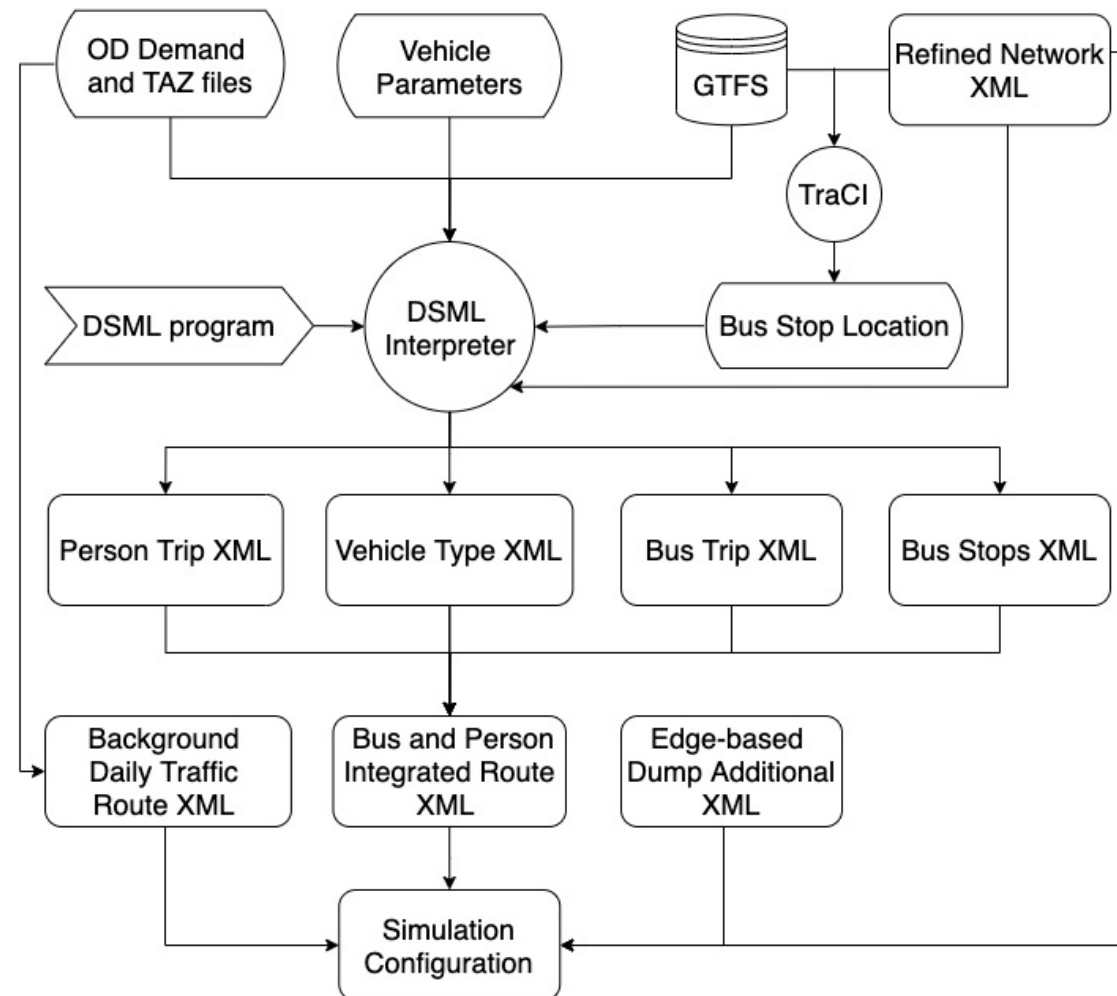 OD Demand
and TAZ files
Vehicle
Parameters
GTFS
Refined Network
XML
TraCI
DSML program
DSML
Interpreter
Bus Stop Location
Person Trip XML
Vehicle Type XML
Bus Trip XML
Bus Stops XML
Background
Daily Traffic
Route XML
Bus and Person
Integrated Route
XML
Edge-based
Dump Additional
XML
Simulation
Configuration